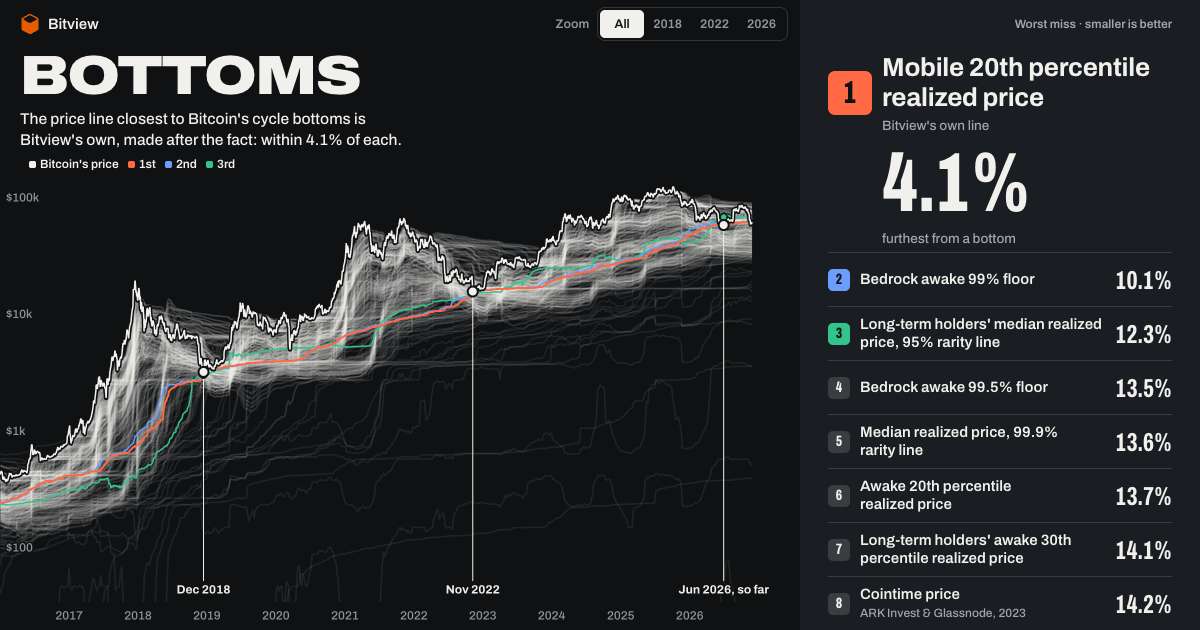 Bitview
Zoom
All
2018
2022
2026
BOTTOMS
The price line closest to Bitcoin's cycle bottoms is
Bitview's own, made after the fact: within 4.1% of each.
Bitcoin's price
1st
2nd
3rd
$100k
$10k
$1k
$100
Dec 2018
Nov 2022
Jun 2026, so far
2017
2018
2019
2020
2021
2022
2023
2024
2025
2026
Worst miss · smaller is better
1
Mobile 20th percentile
realized price
Bitview's own line
4.1%
furthest from a bottom
2
Bedrock awake 99% floor
10.1%
3
Long-term holders' median realized
price, 95% rarity line
12.3%
4
Bedrock awake 99.5% floor
13.5%
5
Median realized price, 99.9%
rarity line
13.6%
6
Awake 20th percentile
realized price
13.7%
7
Long-term holders' awake 30th
percentile realized price
14.1%
8
Cointime price
ARK Invest & Glassnode, 2023
14.2%